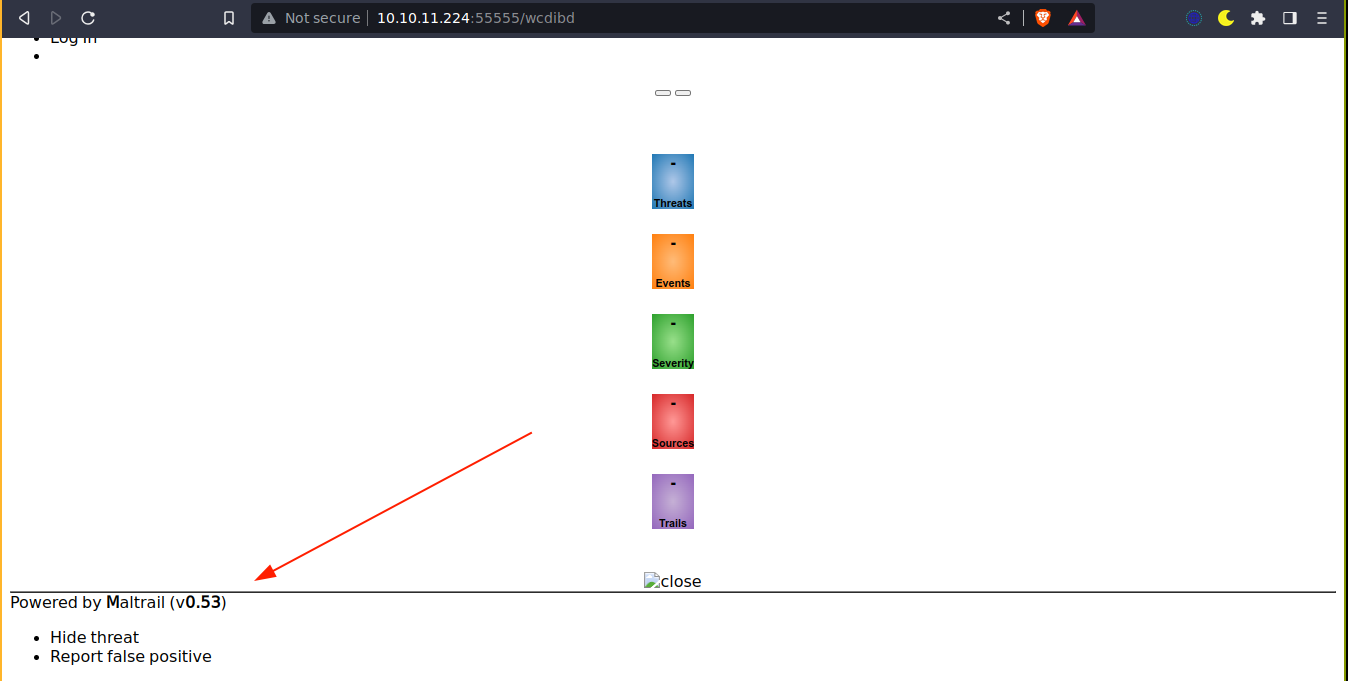 Not secure 10.10.11.224:55555/wcdibd
Log In
-
Threats
-
Events
-
Severity
-
Sources
-
Trails
close
Powered by Maltrail (v0.53)
Hide threat
Report false positive